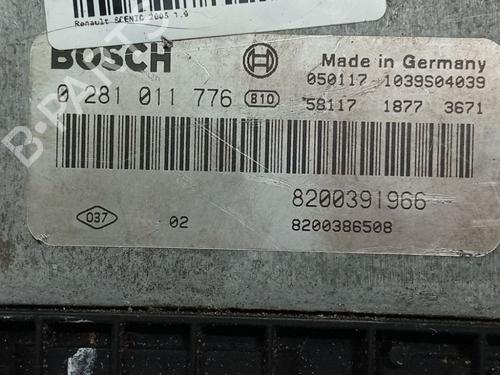 Renault SCENIC 2005 1.9
BOSCH
Made in Germany
050117 1039S04039
0 281 011 776 810
58117 1877 3671
8200391966
037 02
8200386508
B-PARTS